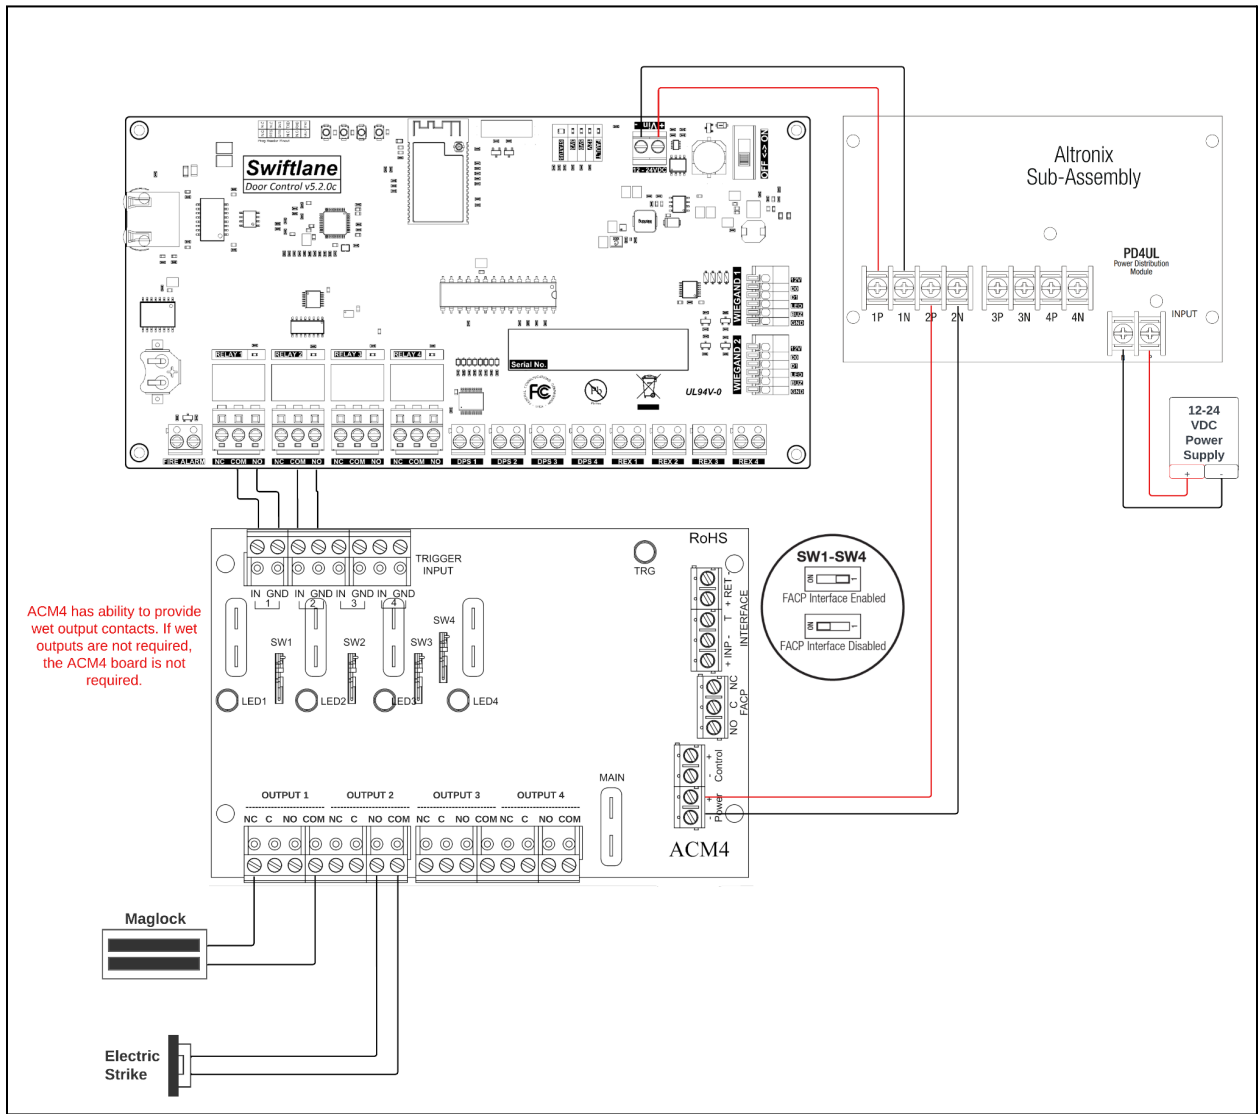 Swiftlane
Door Control v5.2.0c
- VIN +
12 - 24VDC
OFF <=> ON
WIEGAND 1
12V
D0
D1
LED
BUZ
GND
WIEGAND 2
12V
D0
D1
LED
BUZ
GND
RELAY 1
RELAY 2
RELAY 3
RELAY 4
Serial No.
FC
Pb
UL94V-0
FIRE ALARM
NC COM NO
NC COM NO
NC COM NO
NC COM NO
DPS 1
DPS 2
DPS 3
DPS 4
REX 1
REX 2
REX 3
REX 4
Altronix
Sub-Assembly
PD4UL
Power Distribution
Module
INPUT
1P 1N 2P 2N 3P 3N 4P 4N
12-24
VDC
Power
Supply
+ -
ACM4 has ability to provide
wet output contacts. If wet
outputs are not required,
the ACM4 board is not
required.
TRIGGER
INPUT
IN GND IN GND IN GND IN GND
1 2 3 4
SW1
SW2
SW3
SW4
LED1
LED2
LED3
LED4
TRG
RoHS
+ INP - T + RET -
INTERFACE
NO C NC
FACP
- +
Control
- +
Power
ACM4
MAIN
SW1-SW4
ON 1
FACP Interface Enabled
ON 1
FACP Interface Disabled
OUTPUT 1 OUTPUT 2 OUTPUT 3 OUTPUT 4
NC C NO COM NC C NO COM NC C NO COM NC C NO COM
Maglock
Electric
Strike